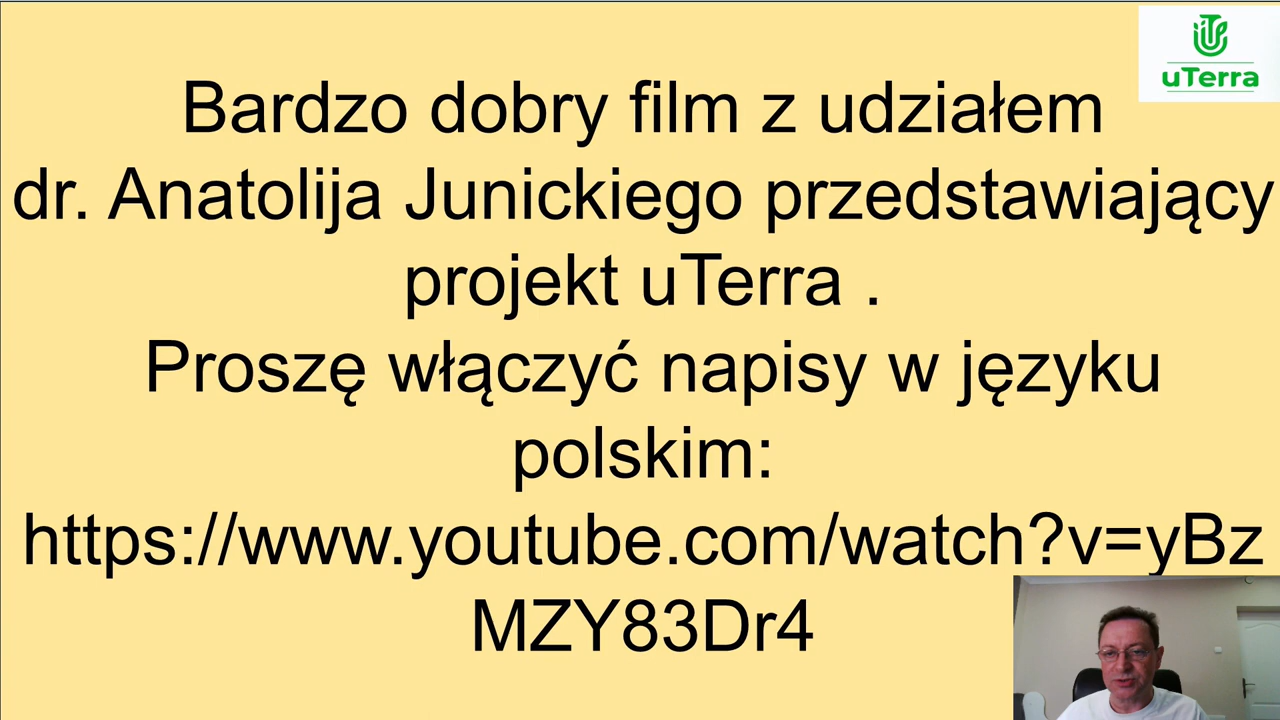 uTerra
Bardzo dobry film z udziałem
dr. Anatolija Junickiego przedstawiający
projekt uTerra .
Proszę włączyć napisy w języku
polskim:
https://www.youtube.com/watch?v=yBz
MZY83Dr4